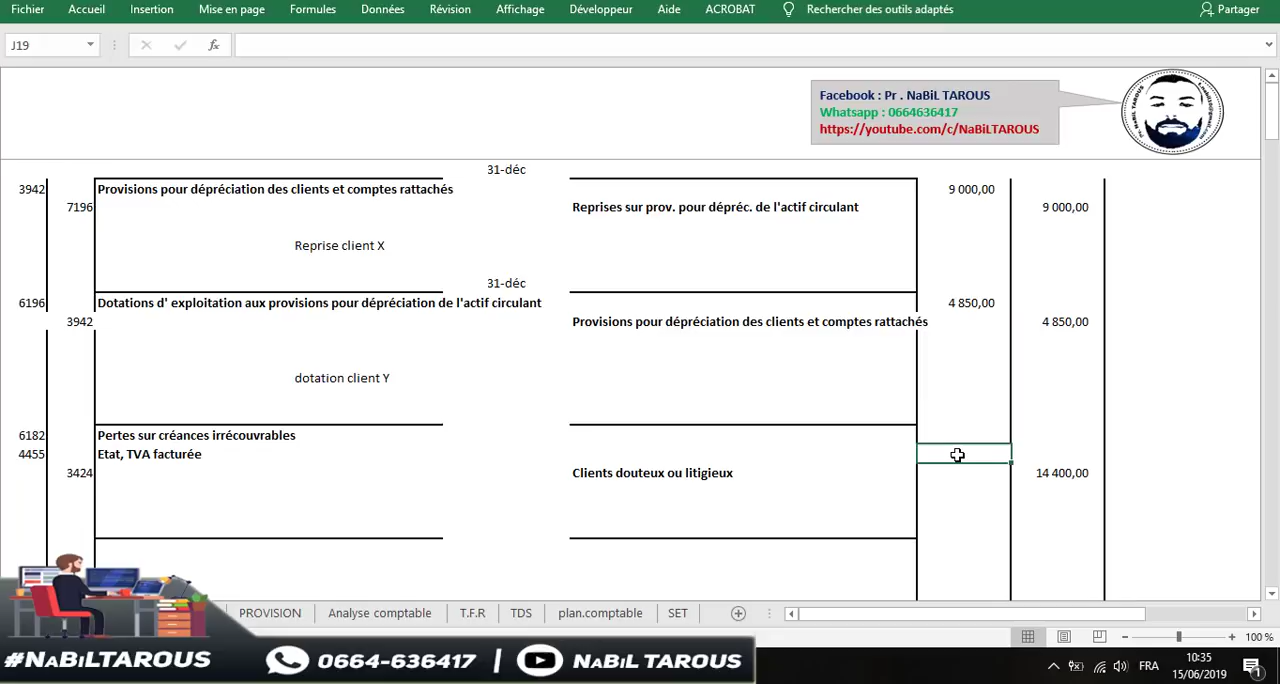 Fichier Accueil Insertion Mise en page Formules Données Révision Affichage Développeur Aide ACROBAT Rechercher des outils adaptés Partager
J19 fx
Facebook : Pr . NaBiL TAROUS
Whatsapp : 0664636417
https://youtube.com/c/NaBiLTAROUS
31-déc
3942 Provisions pour dépréciation des clients et comptes rattachés 9 000,00
7196 Reprises sur prov. pour dépréc. de l'actif circulant 9 000,00
Reprise client X
31-déc
6196 Dotations d' exploitation aux provisions pour dépréciation de l'actif circulant 4 850,00
3942 Provisions pour dépréciation des clients et comptes rattachés 4 850,00
dotation client Y
6182 Pertes sur créances irrécouvrables
4455 Etat, TVA facturée
3424 Clients douteux ou litigieux 14 400,00
PROVISION Analyse comptable T.F.R TDS plan.comptable SET
100 %
#NaBiLTAROUS 0664-636417 | NaBiL TAROUS
FRA 10:35
15/06/2019 1